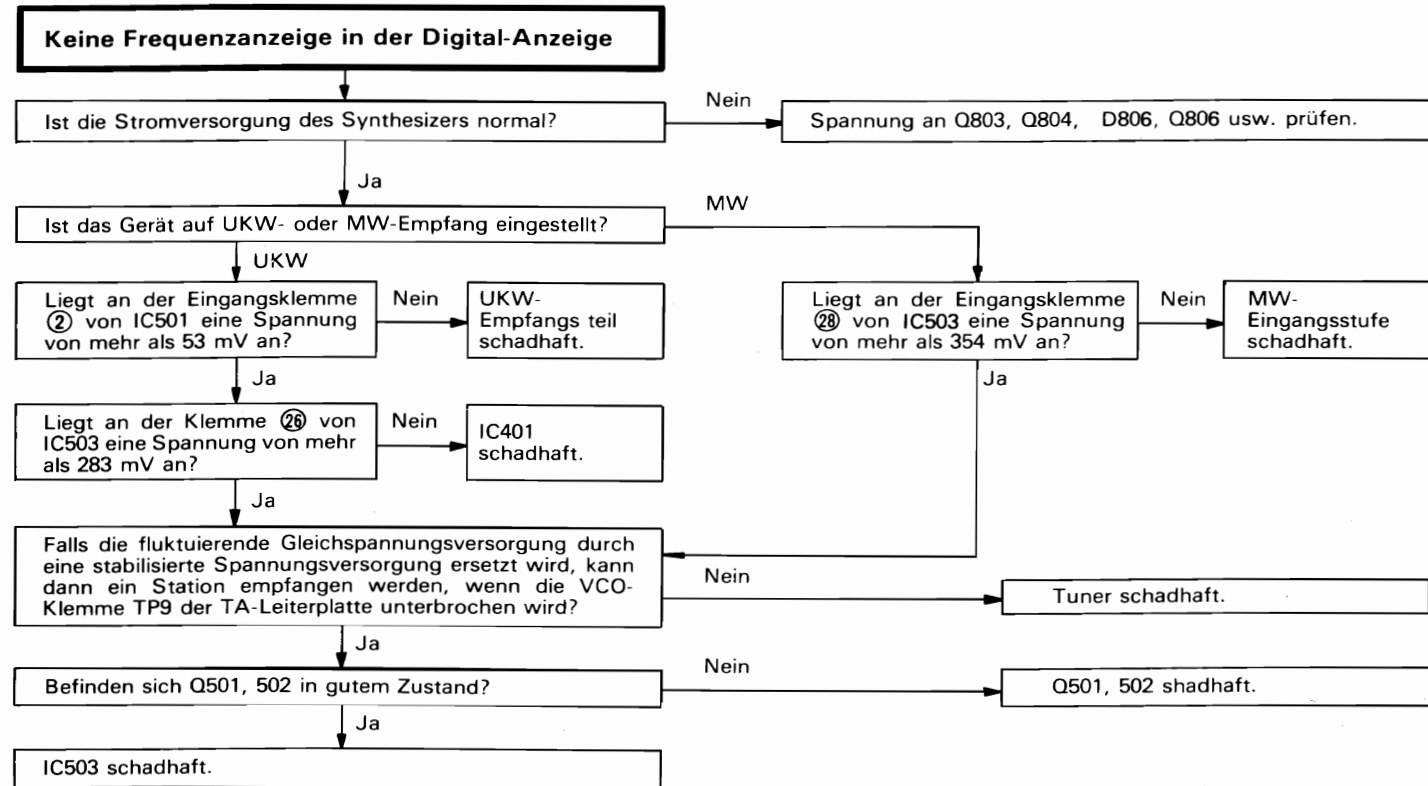 Keine Frequenzanzeige in der Digital-Anzeige
Ist die Stromversorgung des Synthesizers normal?
Nein
Spannung an Q803, Q804, D806, Q806 usw. prüfen.
Ja
Ist das Gerät auf UKW- oder MW-Empfang eingestellt?
MW
UKW
Liegt an der Eingangsklemme
② von IC501 eine Spannung
von mehr als 53 mV an?
Nein
UKW-
Empfangs teil
schadhaft.
Liegt an der Eingangsklemme
㉘ von IC503 eine Spannung
von mehr als 354 mV an?
Nein
MW-
Eingangsstufe
schadhaft.
Ja
Ja
Liegt an der Klemme ㉖ von
IC503 eine Spannung von mehr
als 283 mV an?
Nein
IC401
schadhaft.
Ja
Falls die fluktuierende Gleichspannungsversorgung durch
eine stabilisierte Spannungsversorgung ersetzt wird, kann
dann ein Station empfangen werden, wenn die VCO-
Klemme TP9 der TA-Leiterplatte unterbrochen wird?
Nein
Tuner schadhaft.
Ja
Befinden sich Q501, 502 in gutem Zustand?
Nein
Q501, 502 shadhaft.
Ja
IC503 schadhaft.